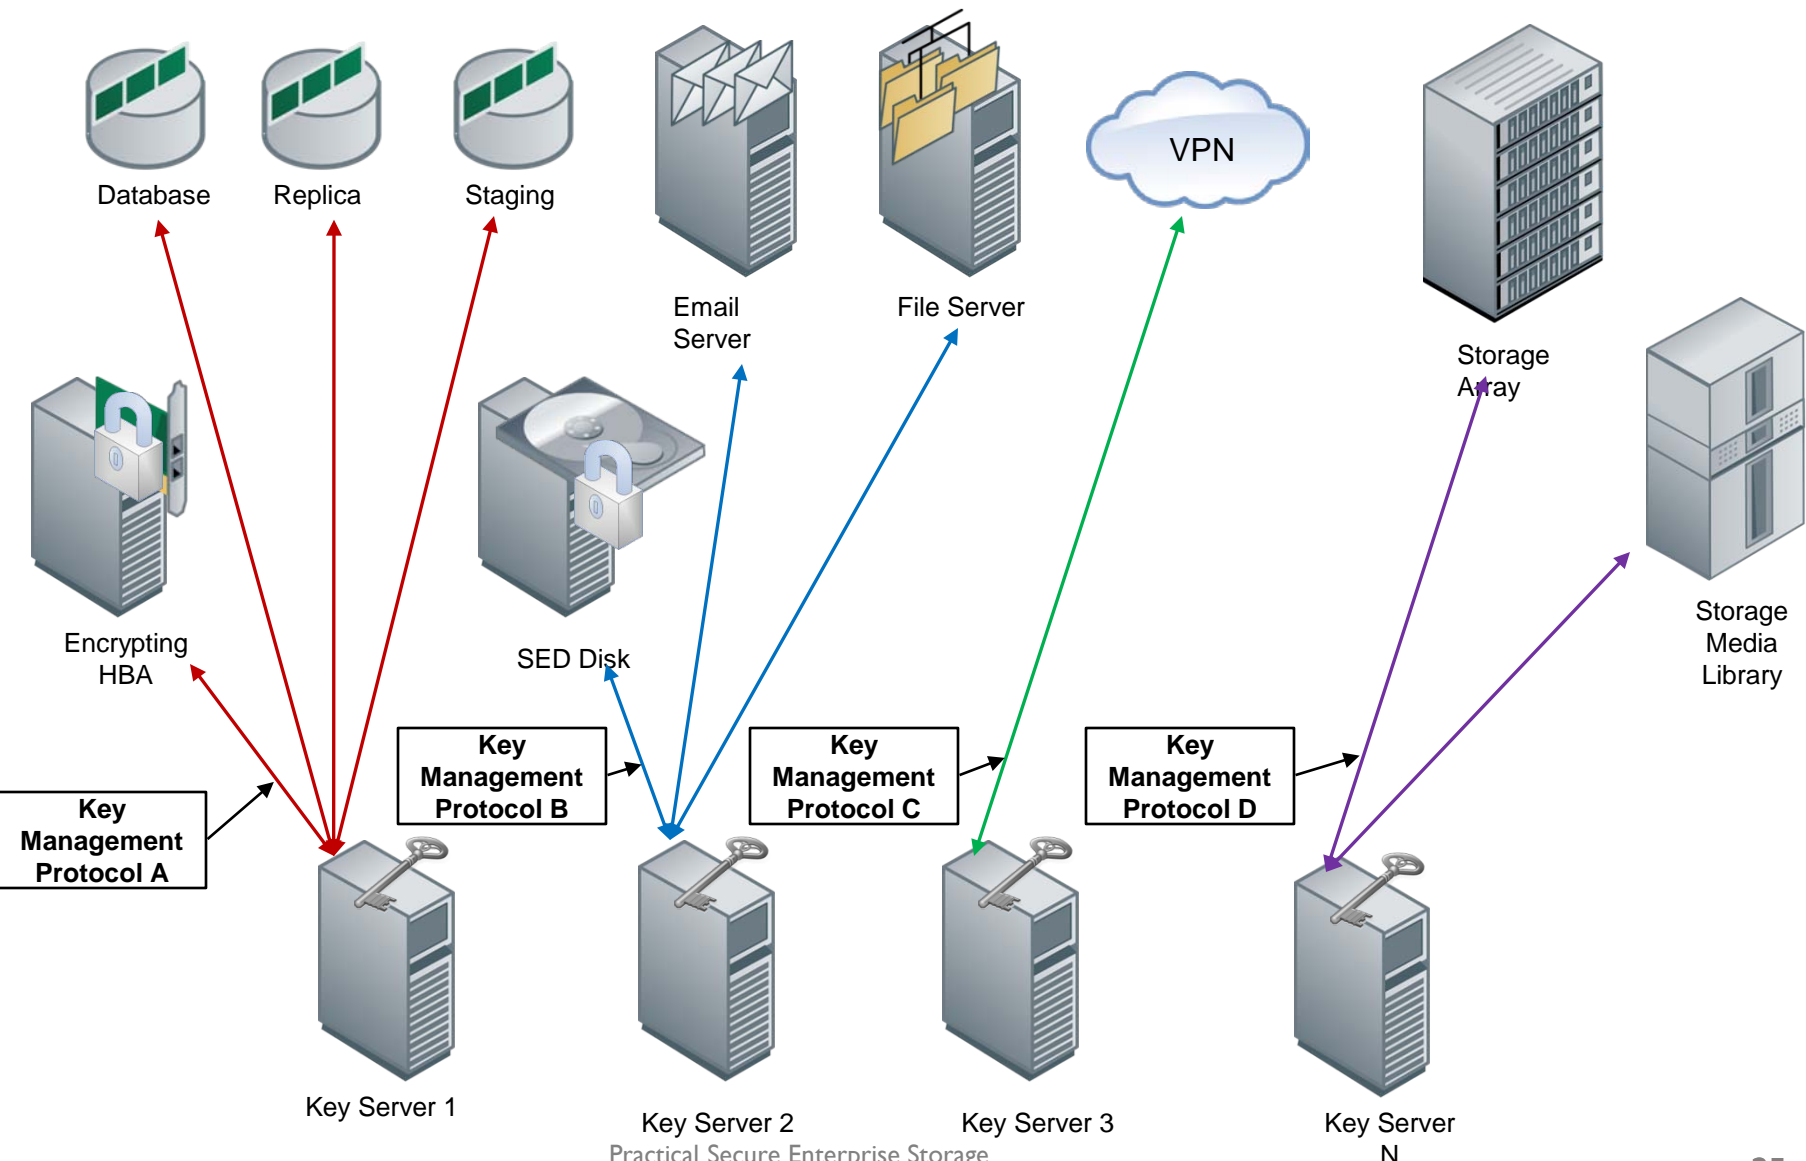 Database
Replica
Staging
VPN
Email
Server
File Server
Storage
Array
Encrypting
HBA
SED Disk
Storage
Media
Library
Key
Management
Protocol A
Key
Management
Protocol B
Key
Management
Protocol C
Key
Management
Protocol D
Key Server 1
Key Server 2
Key Server 3
Key Server
N
Practical Secure Enterprise Storage